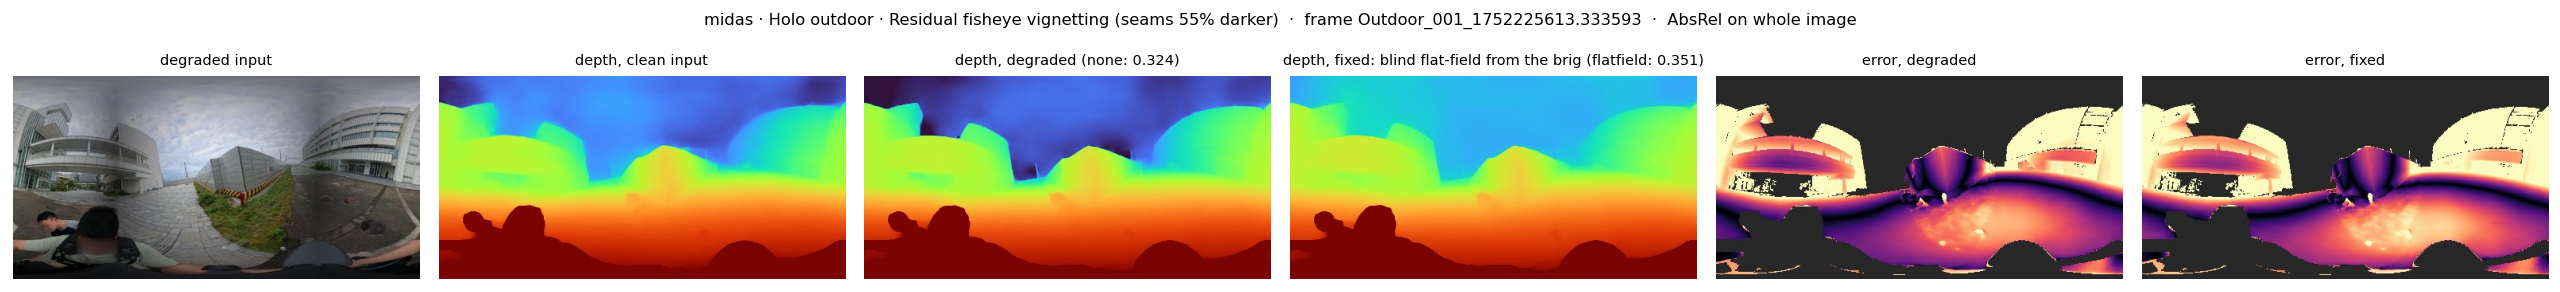 midas · Holo outdoor · Residual fisheye vignetting (seams 55% darker)  ·  frame Outdoor_001_1752225613.333593  ·  AbsRel on whole image
degraded input
depth, clean input
depth, degraded (none: 0.324)
depth, fixed: blind flat-field from the brig (flatfield: 0.351)
error, degraded
error, fixed